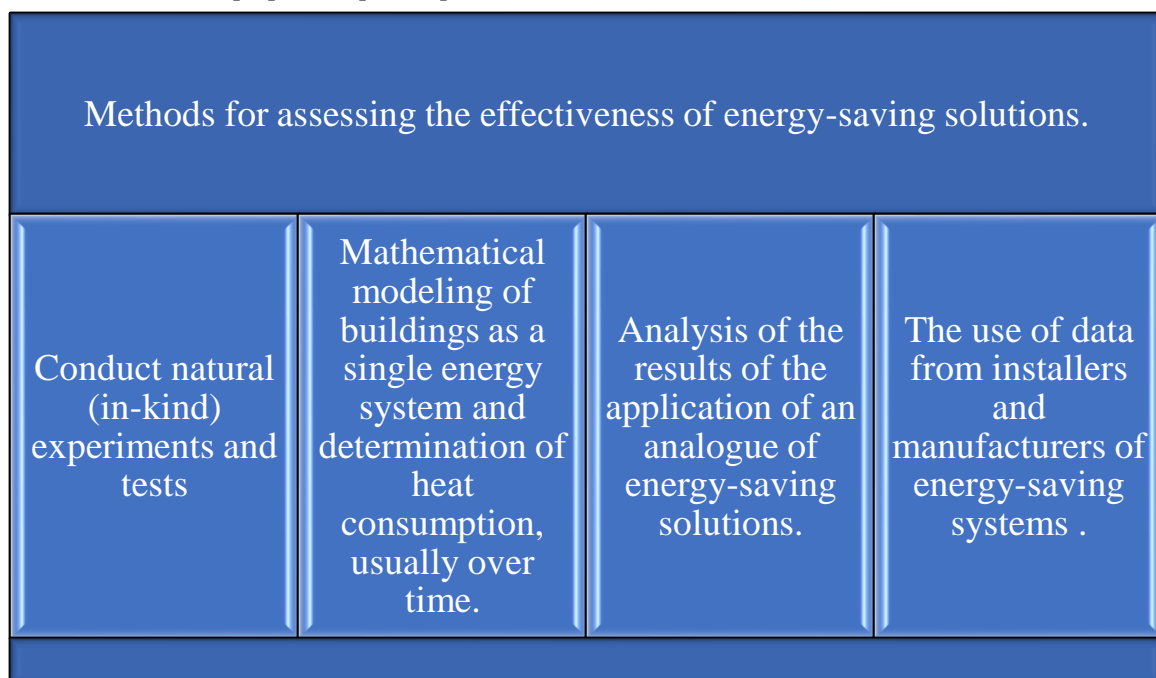 Methods for assessing the effectiveness of energy-saving solutions.
Conduct natural
(in-kind)
experiments and
tests
Mathematical
modeling of
buildings as a
single energy
system and
determination of
heat
consumption,
usually over
time.
Analysis of the
results of the
application of an
analogue of
energy-saving
solutions.
The use of data
from installers
and
manufacturers of
energy-saving
systems .